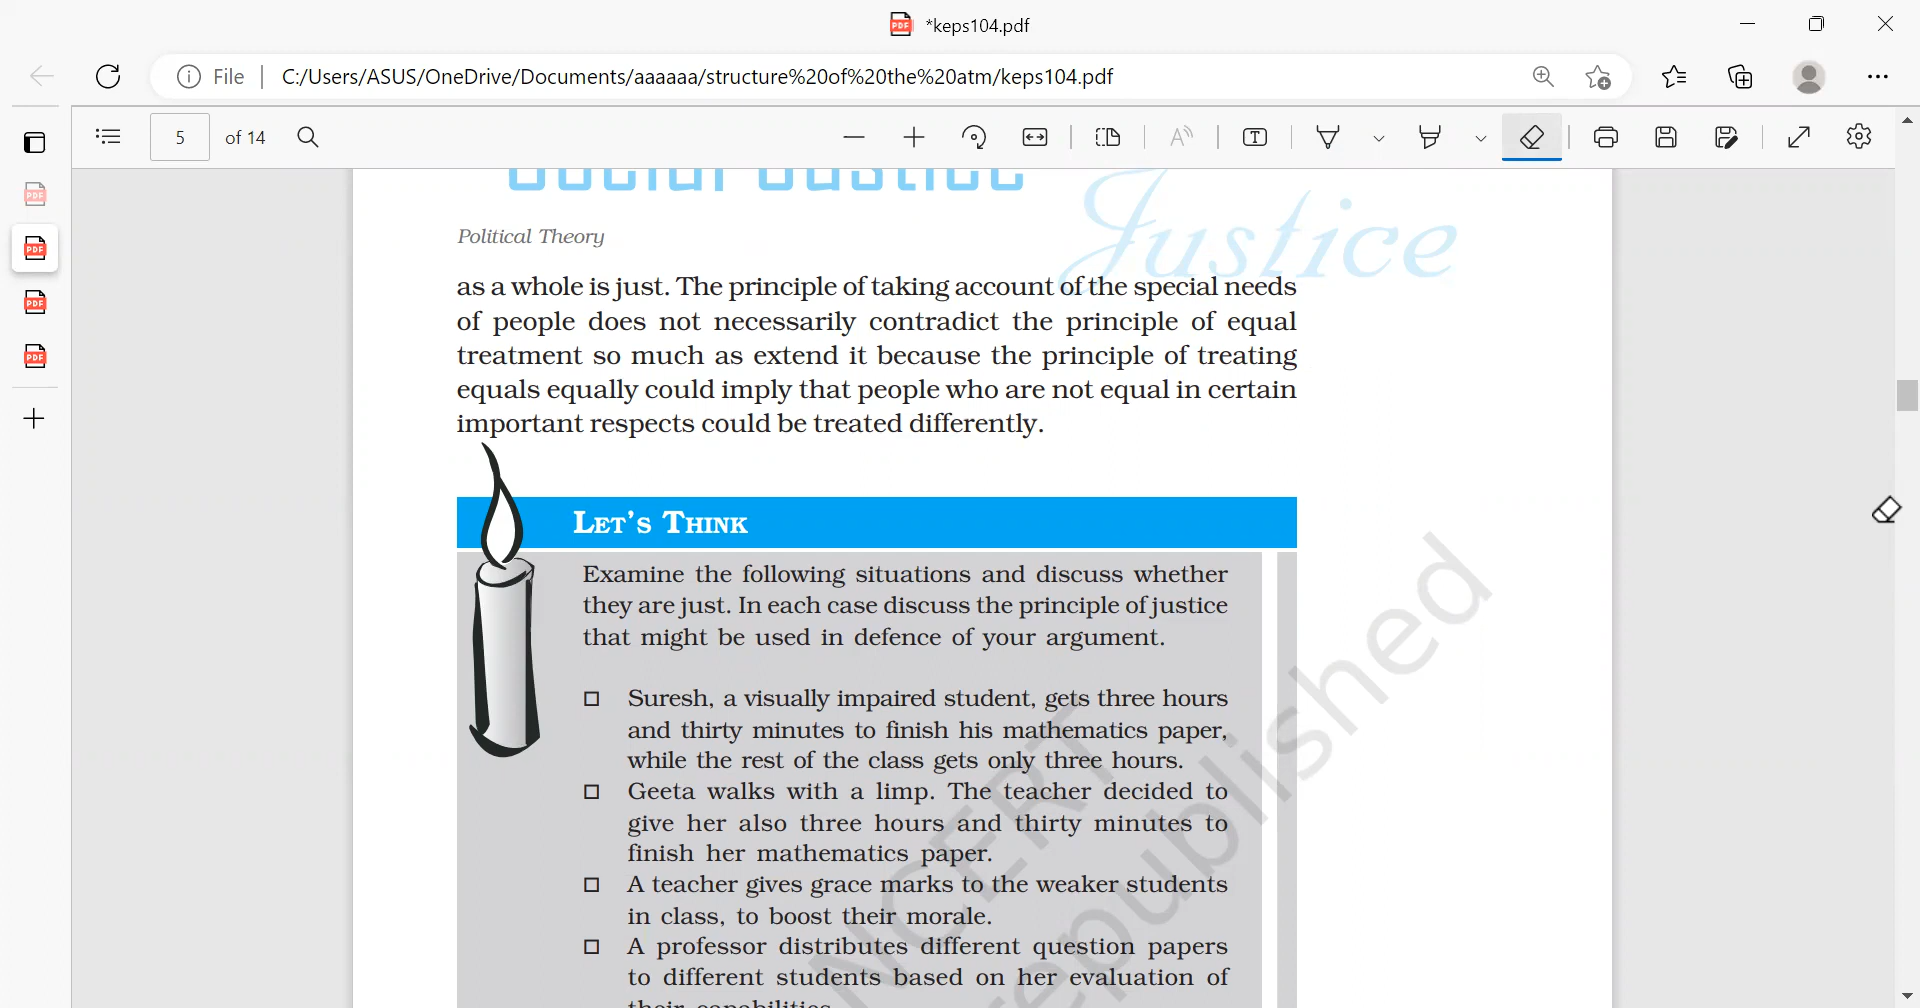 *keps104.pdf
File
C:/Users/ASUS/OneDrive/Documents/aaaaaa/structure%20of%20the%20atm/keps104.pdf
5 of 14
Social Justice
Justice
Political Theory
as a whole is just. The principle of taking account of the special needs
of people does not necessarily contradict the principle of equal
treatment so much as extend it because the principle of treating
equals equally could imply that people who are not equal in certain
important respects could be treated differently.
LET'S THINK
Examine the following situations and discuss whether
they are just. In each case discuss the principle of justice
that might be used in defence of your argument.
Suresh, a visually impaired student, gets three hours
and thirty minutes to finish his mathematics paper,
while the rest of the class gets only three hours.
Geeta walks with a limp. The teacher decided to
give her also three hours and thirty minutes to
finish her mathematics paper.
A teacher gives grace marks to the weaker students
in class, to boost their morale.
A professor distributes different question papers
to different students based on her evaluation of
their capabilities.
NCERT
republished